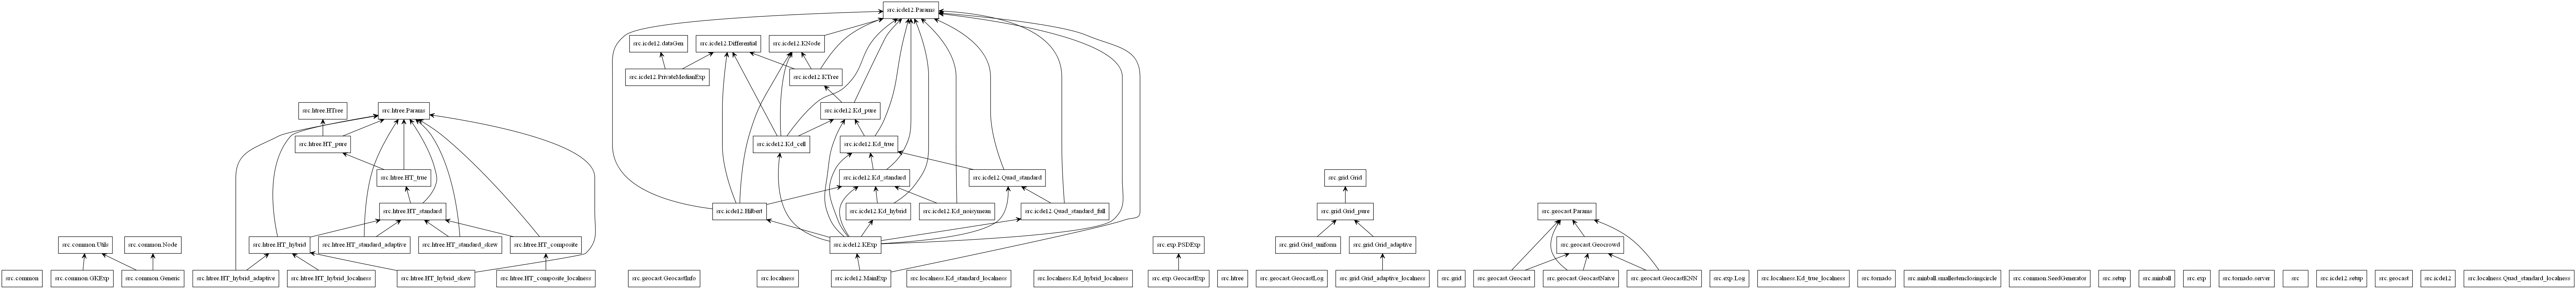 src.icde12.Params
src.icde12.dataGen
src.icde12.Differential
src.icde12.KNode
src.icde12.PrivateMedianExp
src.icde12.KTree
src.htree.HTree
src.htree.Params
src.icde12.Kd_pure
src.htree.HT_pure
src.icde12.Kd_cell
src.icde12.Kd_true
src.htree.HT_true
src.icde12.Kd_standard
src.icde12.Quad_standard
src.grid.Grid
src.htree.HT_standard
src.icde12.Hilbert
src.icde12.Kd_hybrid
src.icde12.Kd_noisymean
src.icde12.Quad_standard_full
src.grid.Grid_pure
src.geocast.Params
src.common.Utils
src.common.Node
src.htree.HT_hybrid
src.htree.HT_standard_adaptive
src.htree.HT_standard_skew
src.htree.HT_composite
src.icde12.KExp
src.exp.PSDExp
src.grid.Grid_uniform
src.grid.Grid_adaptive
src.geocast.Geocrowd
src.common
src.common.GKExp
src.common.Generic
src.htree.HT_hybrid_adaptive
src.htree.HT_hybrid_localness
src.htree.HT_hybrid_skew
src.htree.HT_composite_localness
src.geocast.GeocastInfo
src.localness
src.icde12.MainExp
src.localness.Kd_standard_localness
src.localness.Kd_hybrid_localness
src.exp.GeocastExp
src.htree
src.geocast.GeocastLog
src.grid.Grid_adaptive_localness
src.grid
src.geocast.Geocast
src.geocast.GeocastNaive
src.geocast.GeocastKNN
src.exp.Log
src.localness.Kd_true_localness
src.tornado
src.minball.smallestenclosingcircle
src.common.SeedGenerator
src.setup
src.minball
src.exp
src.tornado.server
src
src.icde12.setup
src.geocast
src.icde12
src.localness.Quad_standard_localness